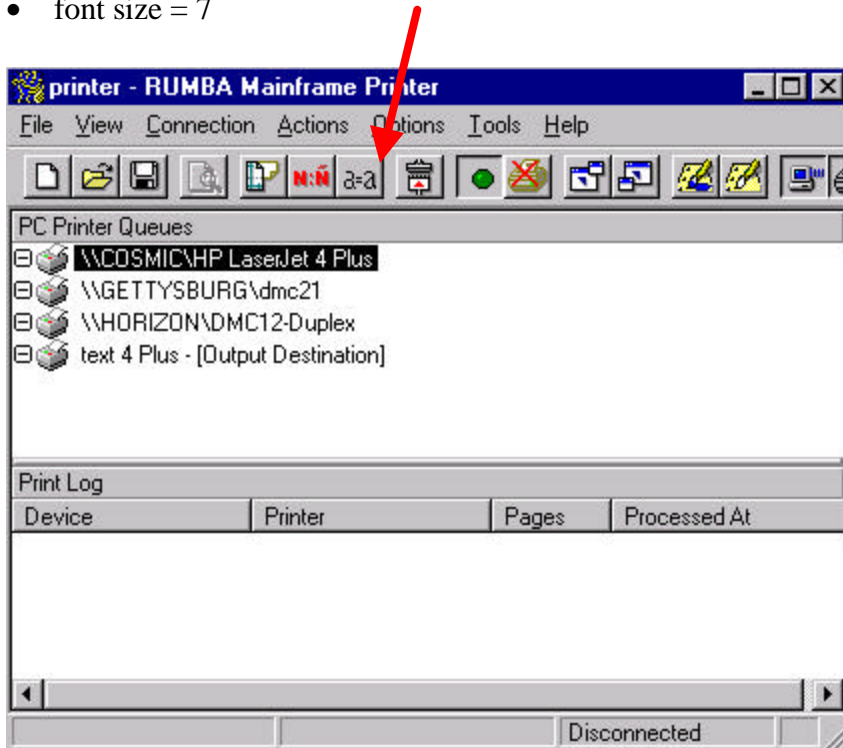 • font size = 7
printer - RUMBA Mainframe Printer
File View Connection Actions Options Tools Help
N:Ñ a=a
PC Printer Queues
\\COSMIC\HP LaserJet 4 Plus
\\GETTYSBURG\dmc21
\\HORIZON\DMC12-Duplex
text 4 Plus - [Output Destination]
Print Log
Device Printer Pages Processed At
Disconnected